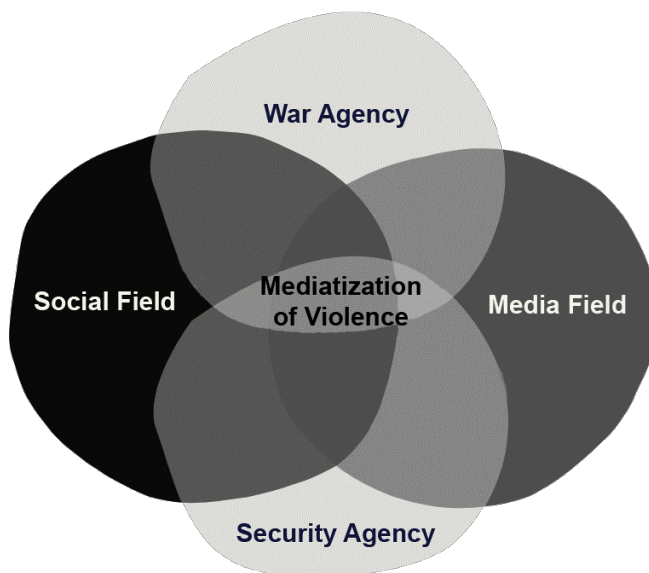 War Agency
Social Field
Mediatization
of Violence
Media Field
Security Agency